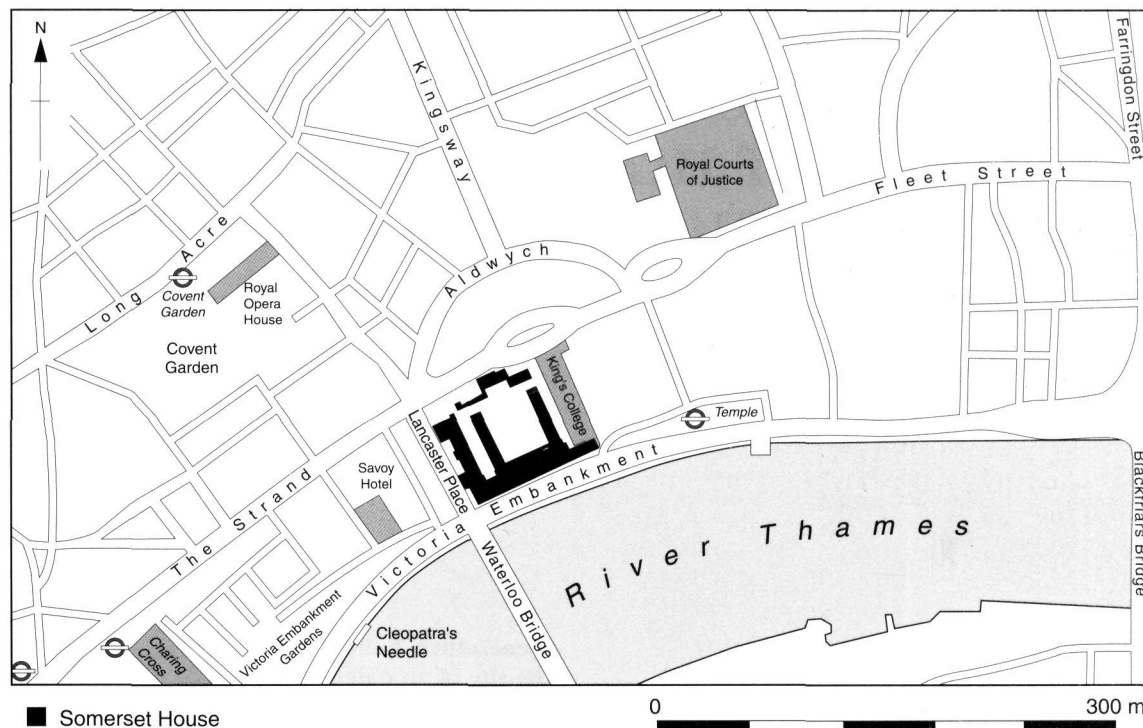 N
Kingsway
Farringdon Street
Royal Courts
of Justice
Fleet Street
Long Acre
Aldwych
Covent
Garden
Royal
Opera
House
Covent
Garden
King's College
Lancaster Place
Temple
The Strand
Savoy
Hotel
Victoria Embankment
River Thames
Blackfriars Bridge
Waterloo Bridge
Victoria Embankment
Gardens
Cleopatra's
Needle
Charing
Cross
Somerset House
0 300 m